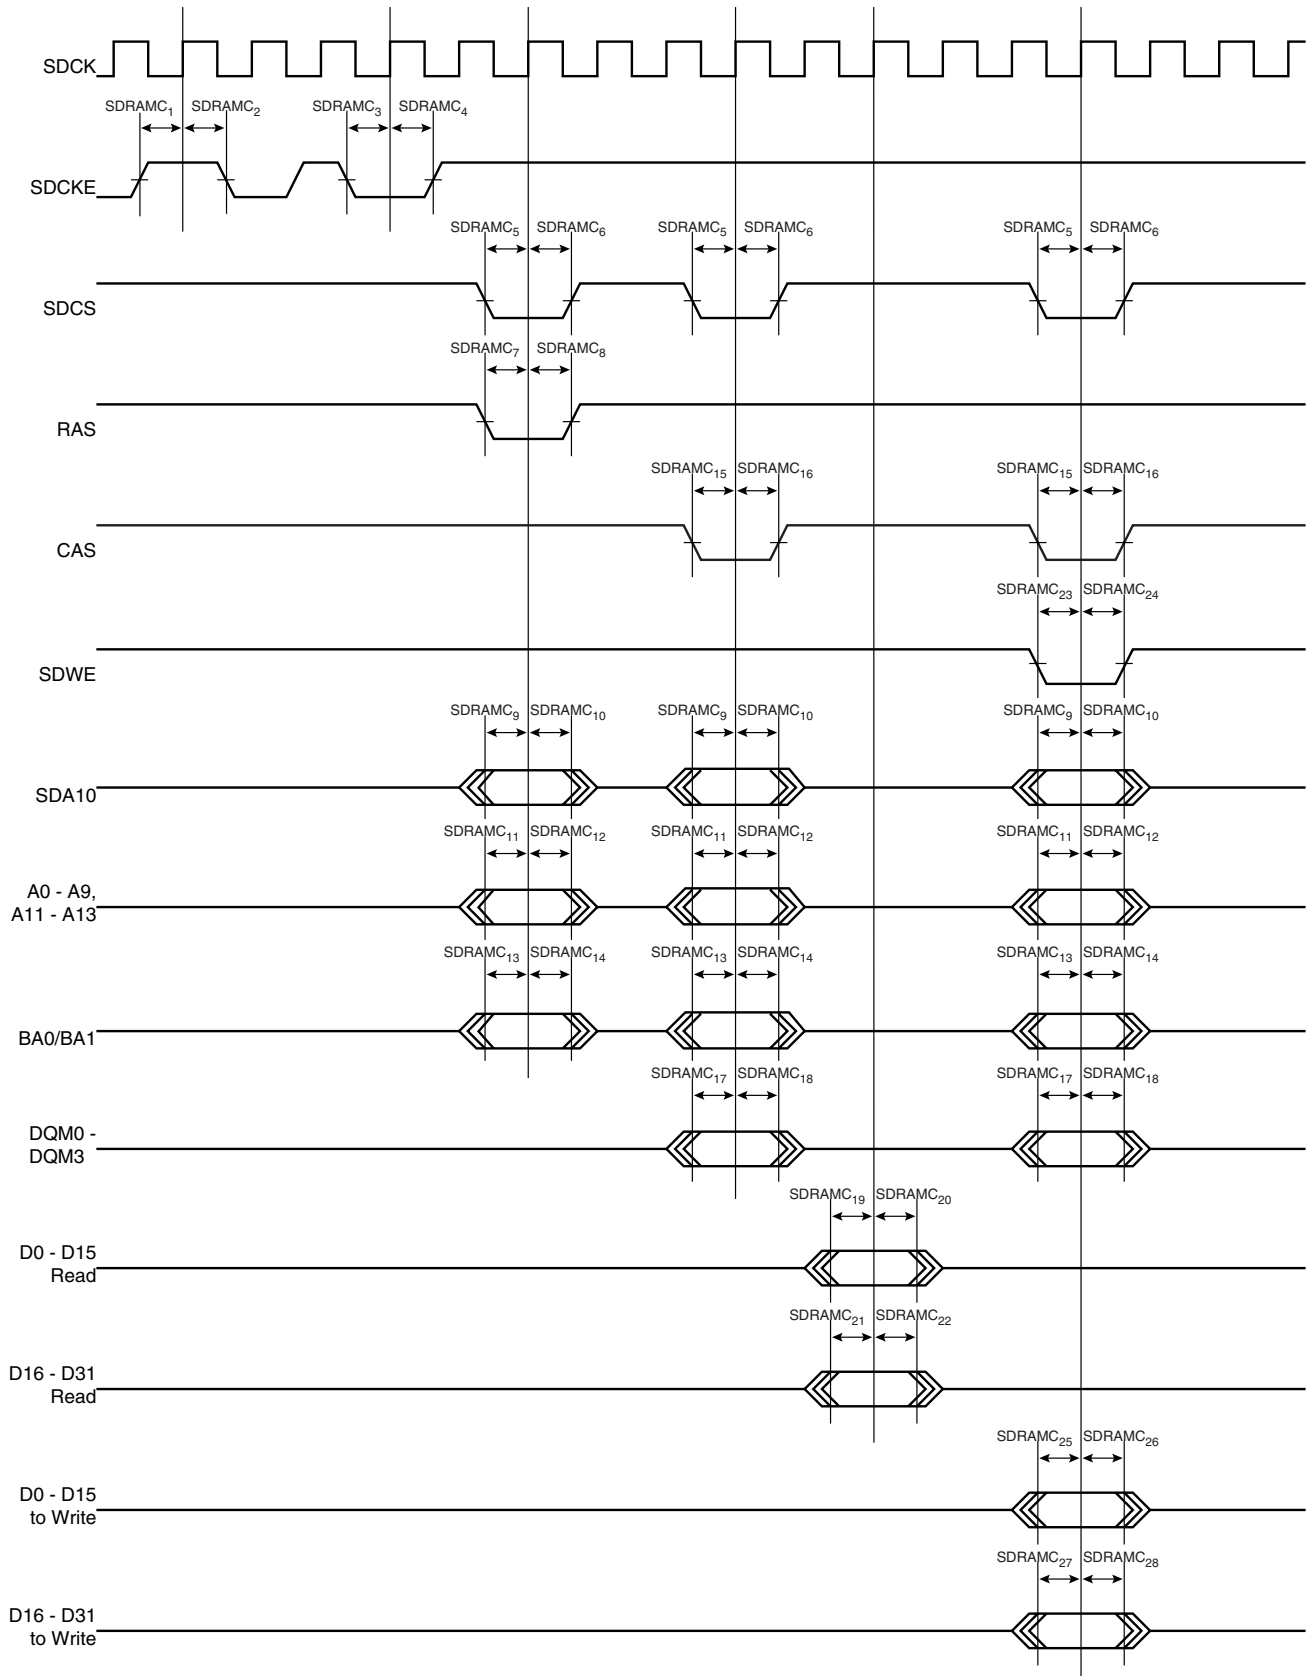 SDCK
SDRAMC1 SDRAMC2 SDRAMC3 SDRAMC4
SDCKE
SDRAMC5 SDRAMC6 SDRAMC5 SDRAMC6 SDRAMC5 SDRAMC6
SDCS
SDRAMC7 SDRAMC8
RAS
SDRAMC15 SDRAMC16 SDRAMC15 SDRAMC16
CAS
SDRAMC23 SDRAMC24
SDWE
SDRAMC9 SDRAMC10 SDRAMC9 SDRAMC10 SDRAMC9 SDRAMC10
SDA10
SDRAMC11 SDRAMC12 SDRAMC11 SDRAMC12 SDRAMC11 SDRAMC12
A0 - A9,
A11 - A13
SDRAMC13 SDRAMC14 SDRAMC13 SDRAMC14 SDRAMC13 SDRAMC14
BA0/BA1
SDRAMC17 SDRAMC18 SDRAMC17 SDRAMC18
DQM0 -
DQM3
SDRAMC19 SDRAMC20
D0 - D15
Read
SDRAMC21 SDRAMC22
D16 - D31
Read
SDRAMC25 SDRAMC26
D0 - D15
to Write
SDRAMC27 SDRAMC28
D16 - D31
to Write